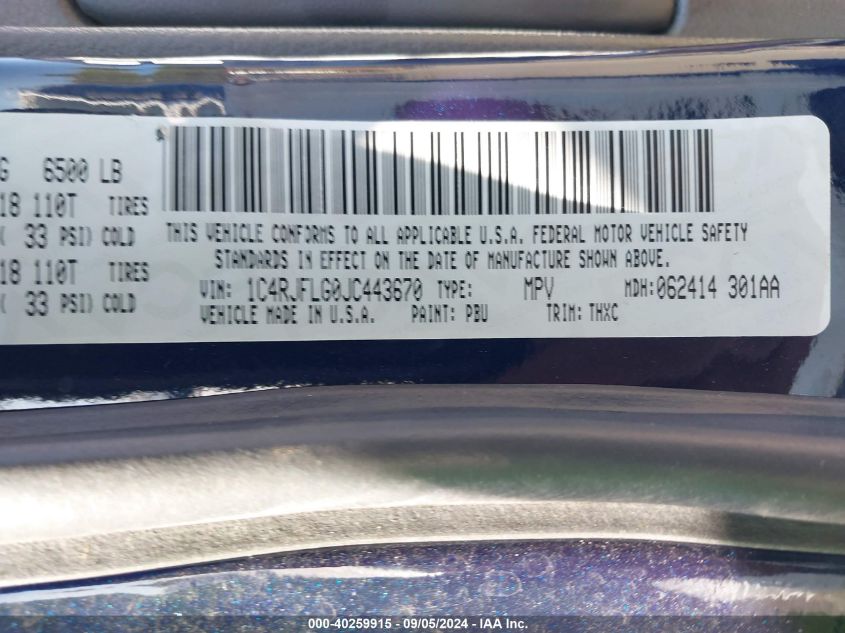 G 6500 LB
18 110T TIRES
( 33 PSI) COLD
18 110T TIRES
( 33 PSI) COLD
THIS VEHICLE CONFORMS TO ALL APPLICABLE U.S.A. FEDERAL MOTOR VEHICLE SAFETY
STANDARDS IN EFFECT ON THE DATE OF MANUFACTURE SHOWN ABOVE.
VIN: 1C4RJFLG0JC443670 TYPE: MPV MDH:062414 301AA
VEHICLE MADE IN U.S.A. PAINT: PBU TRIM: THXC
000-40259915 - 09/05/2024 - IAA Inc.